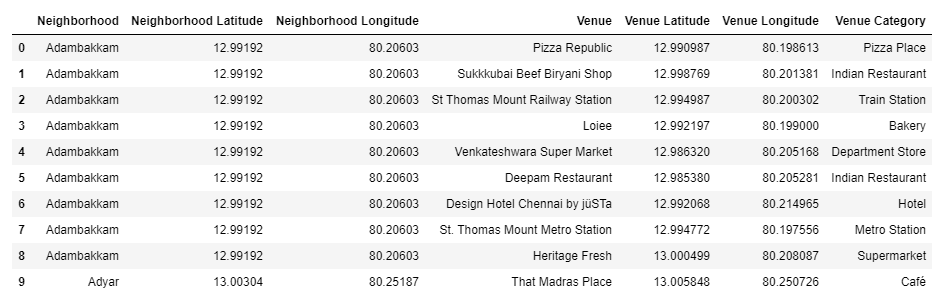 Neighborhood Neighborhood Latitude Neighborhood Longitude Venue Venue Latitude Venue Longitude Venue Category
0 Adambakkam 12.99192 80.20603 Pizza Republic 12.990987 80.198613 Pizza Place
1 Adambakkam 12.99192 80.20603 Sukkkubai Beef Biryani Shop 12.998769 80.201381 Indian Restaurant
2 Adambakkam 12.99192 80.20603 St Thomas Mount Railway Station 12.994987 80.200302 Train Station
3 Adambakkam 12.99192 80.20603 Loiee 12.992197 80.199000 Bakery
4 Adambakkam 12.99192 80.20603 Venkateshwara Super Market 12.986320 80.205168 Department Store
5 Adambakkam 12.99192 80.20603 Deepam Restaurant 12.985380 80.205281 Indian Restaurant
6 Adambakkam 12.99192 80.20603 Design Hotel Chennai by jüSTa 12.992068 80.214965 Hotel
7 Adambakkam 12.99192 80.20603 St. Thomas Mount Metro Station 12.994772 80.197556 Metro Station
8 Adambakkam 12.99192 80.20603 Heritage Fresh 13.000499 80.208087 Supermarket
9 Adyar 13.00304 80.25187 That Madras Place 13.005848 80.250726 Café